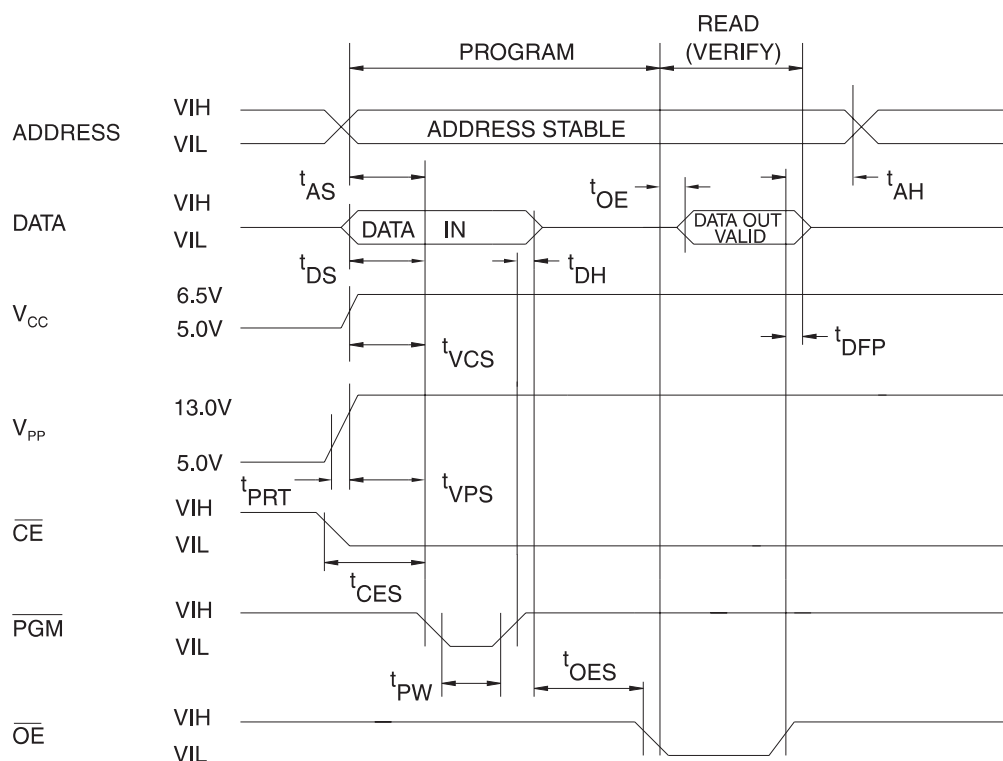 READ
PROGRAM (VERIFY)
VIH
ADDRESS ADDRESS STABLE
VIL
tAS tOE tAH
VIH
DATA DATA IN DATA OUT
VIL VALID
tDS tDH
6.5V
VCC
5.0V
tVCS tDFP
13.0V
VPP
5.0V
tPRT tVPS
VIH
CE
VIL
tCES
VIH
PGM
VIL
tPW tOES
VIH
OE
VIL